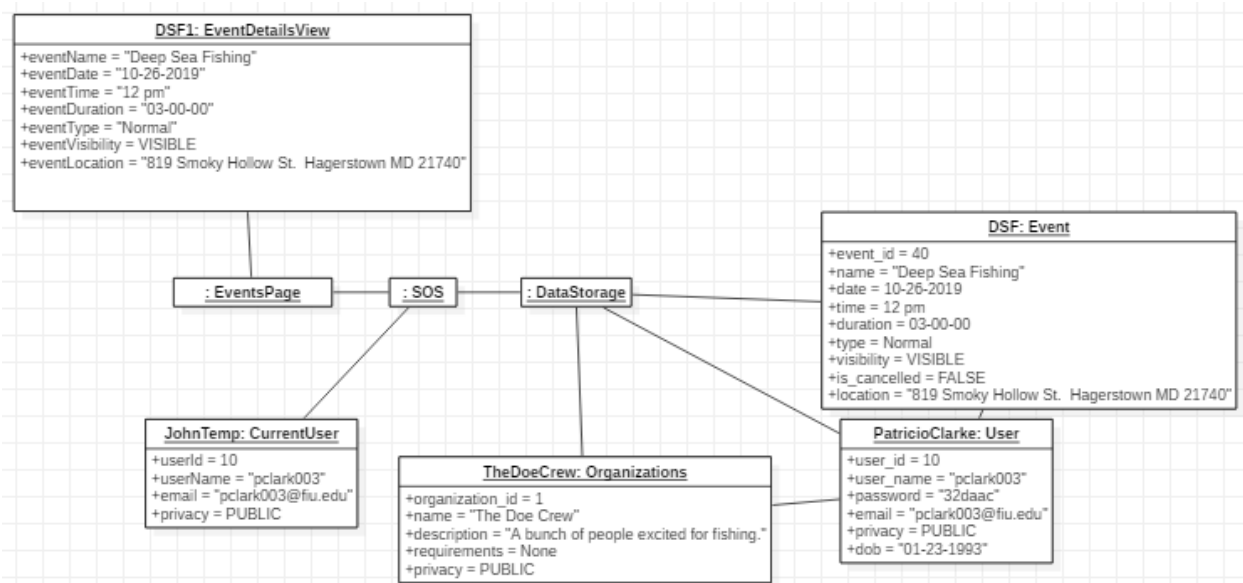 DSF1: EventDetailsView
+eventName = "Deep Sea Fishing"
+eventDate = "10-26-2019"
+eventTime = "12 pm"
+eventDuration = "03-00-00"
+eventType = "Normal"
+eventVisibility = VISIBLE
+eventLocation = "819 Smoky Hollow St.  Hagerstown MD 21740"
: EventsPage
: SOS
: DataStorage
DSF: Event
+event_id = 40
+name = "Deep Sea Fishing"
+date = 10-26-2019
+time = 12 pm
+duration = 03-00-00
+type = Normal
+visibility = VISIBLE
+is_cancelled = FALSE
+location = "819 Smoky Hollow St.  Hagerstown MD 21740"
JohnTemp: CurrentUser
+userId = 10
+userName = "pclark003"
+email = "pclark003@fiu.edu"
+privacy = PUBLIC
TheDoeCrew: Organizations
+organization_id = 1
+name = "The Doe Crew"
+description = "A bunch of people excited for fishing."
+requirements = None
+privacy = PUBLIC
PatricioClarke: User
+user_id = 10
+user_name = "pclark003"
+password = "32daac"
+email = "pclark003@fiu.edu"
+privacy = PUBLIC
+dob = "01-23-1993"